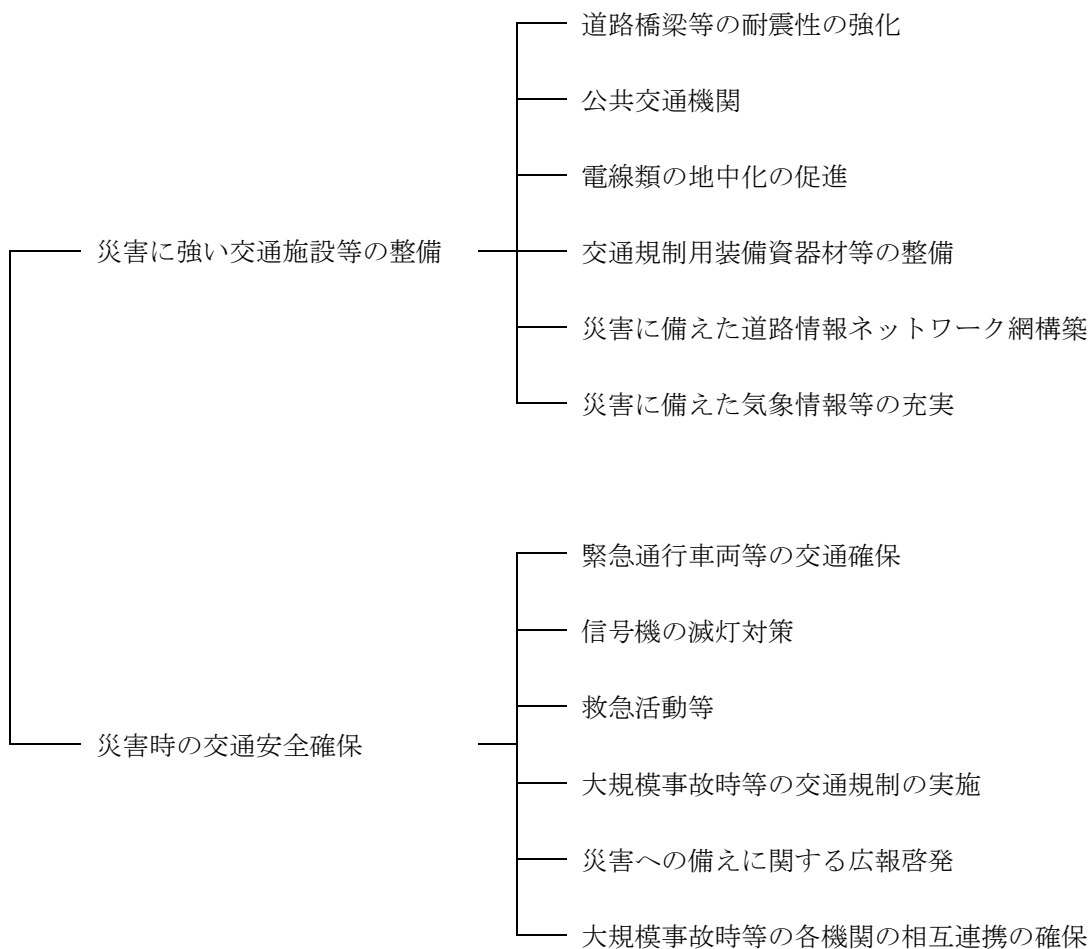 道路橋梁等の耐震性の強化
公共交通機関
電線類の地中化の促進
災害に強い交通施設等の整備
交通規制用装備資器材等の整備
災害に備えた道路情報ネットワーク網構築
災害に備えた気象情報等の充実
緊急通行車両等の交通確保
信号機の滅灯対策
救急活動等
災害時の交通安全確保
大規模事故時等の交通規制の実施
災害への備えに関する広報啓発
大規模事故時等の各機関の相互連携の確保